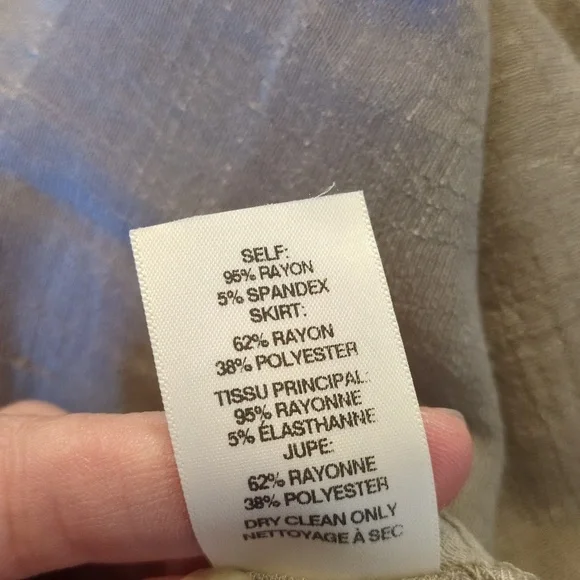 SELF:
95% RAYON
5% SPANDEX
SKIRT:
62% RAYON
38% POLYESTER
TISSU PRINCIPAL:
95% RAYONNE
5% ÉLASTHANNE
JUPE:
62% RAYONNE
38% POLYESTER
DRY CLEAN ONLY
NETTOYAGE À SEC